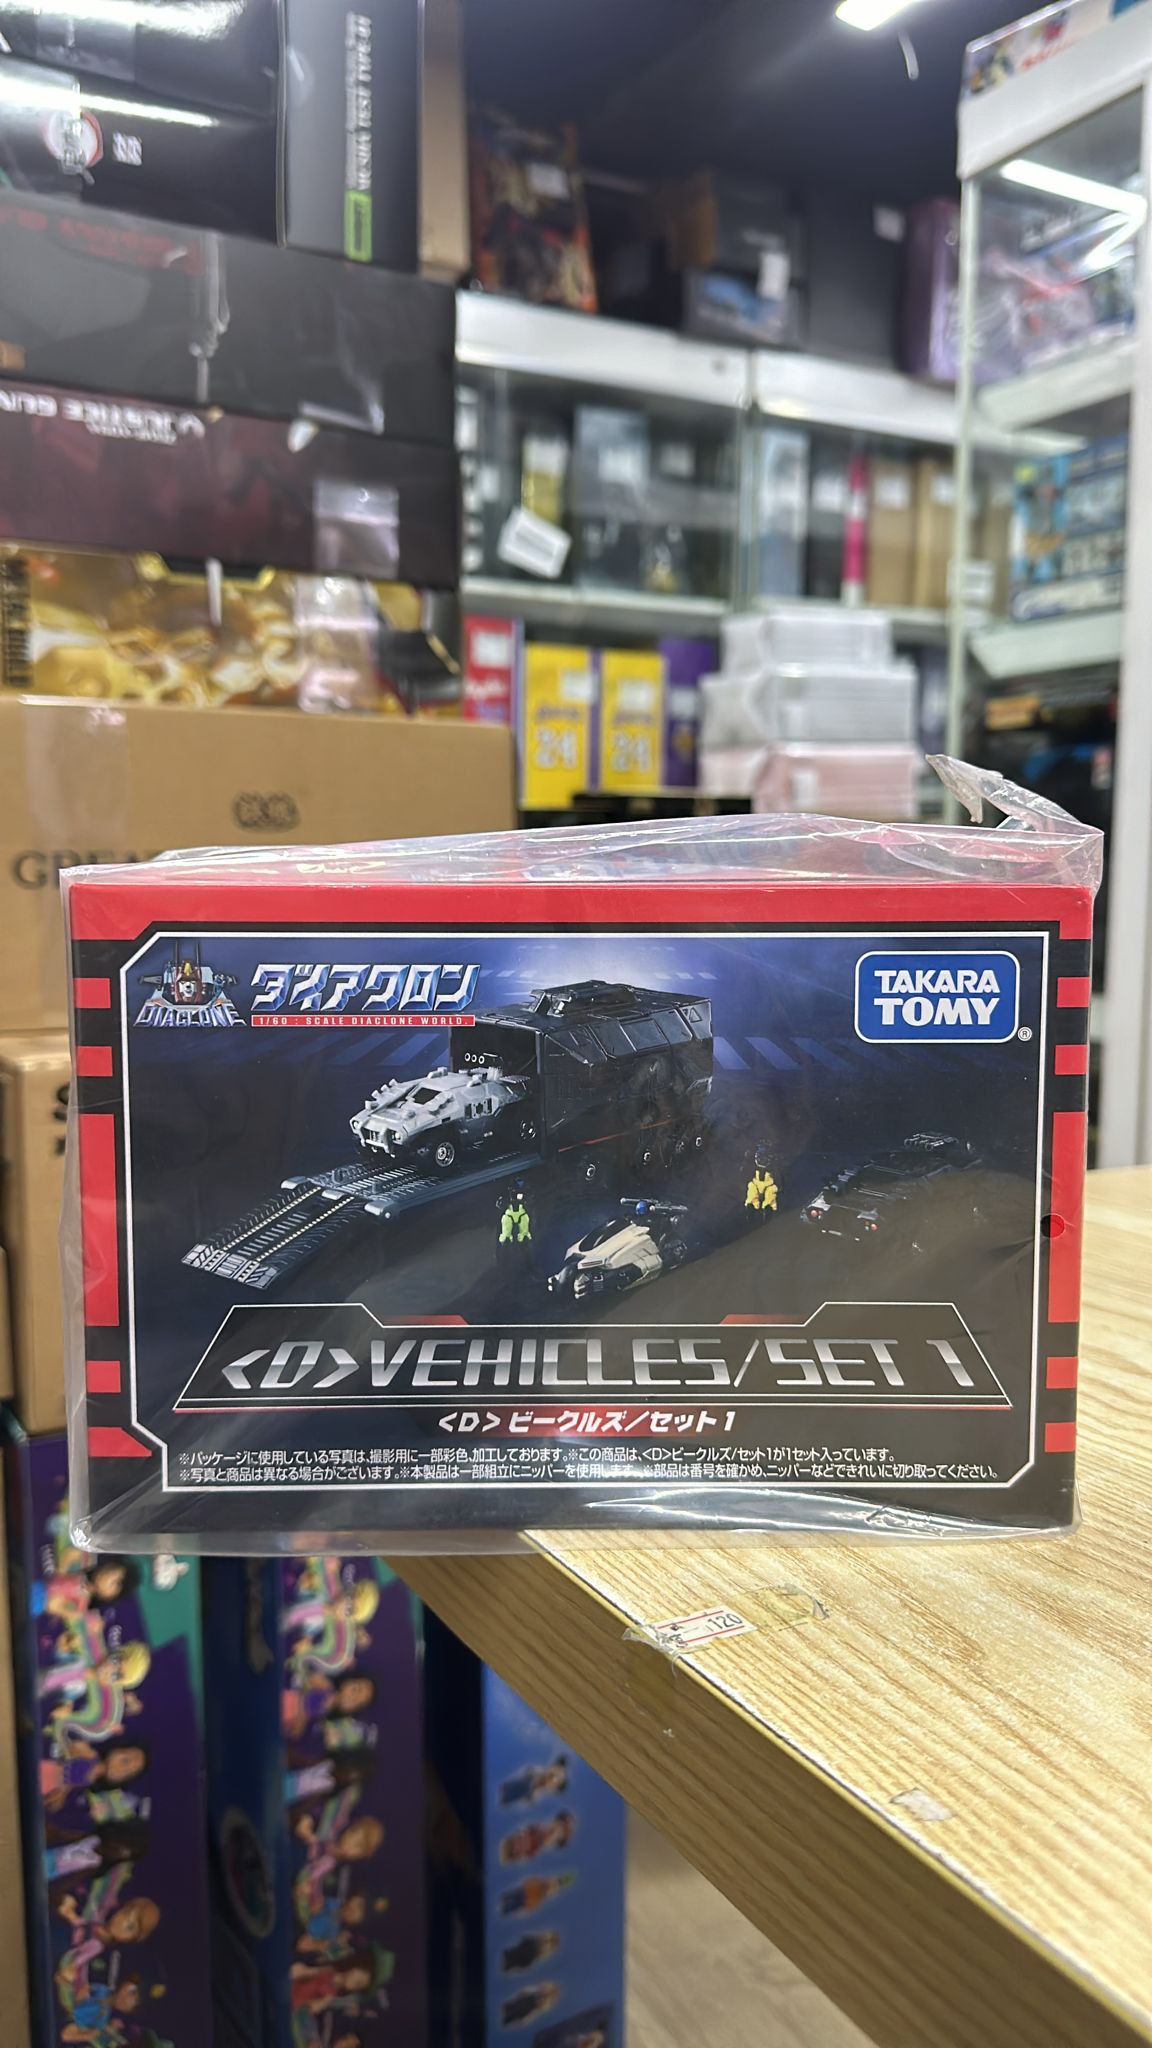 JUSTICE GUN
24
24
GREA
DIACLONE
ダイアクロン
1/60 : SCALE DIACLONE WORLD.
TAKARA
TOMY
®
<D>VEHICLES/SET 1
<D>ビークルズ/セット1
※パッケージに使用している写真は、撮影用に一部彩色、加工しております。※この商品は、<D>ビークルズ/セット1が1セット入っています。
※写真と商品は異なる場合がございます。※本製品は一部組立にニッパーを使用します。※部品は番号を確かめ、ニッパーなどできれいに切り取ってください。
120